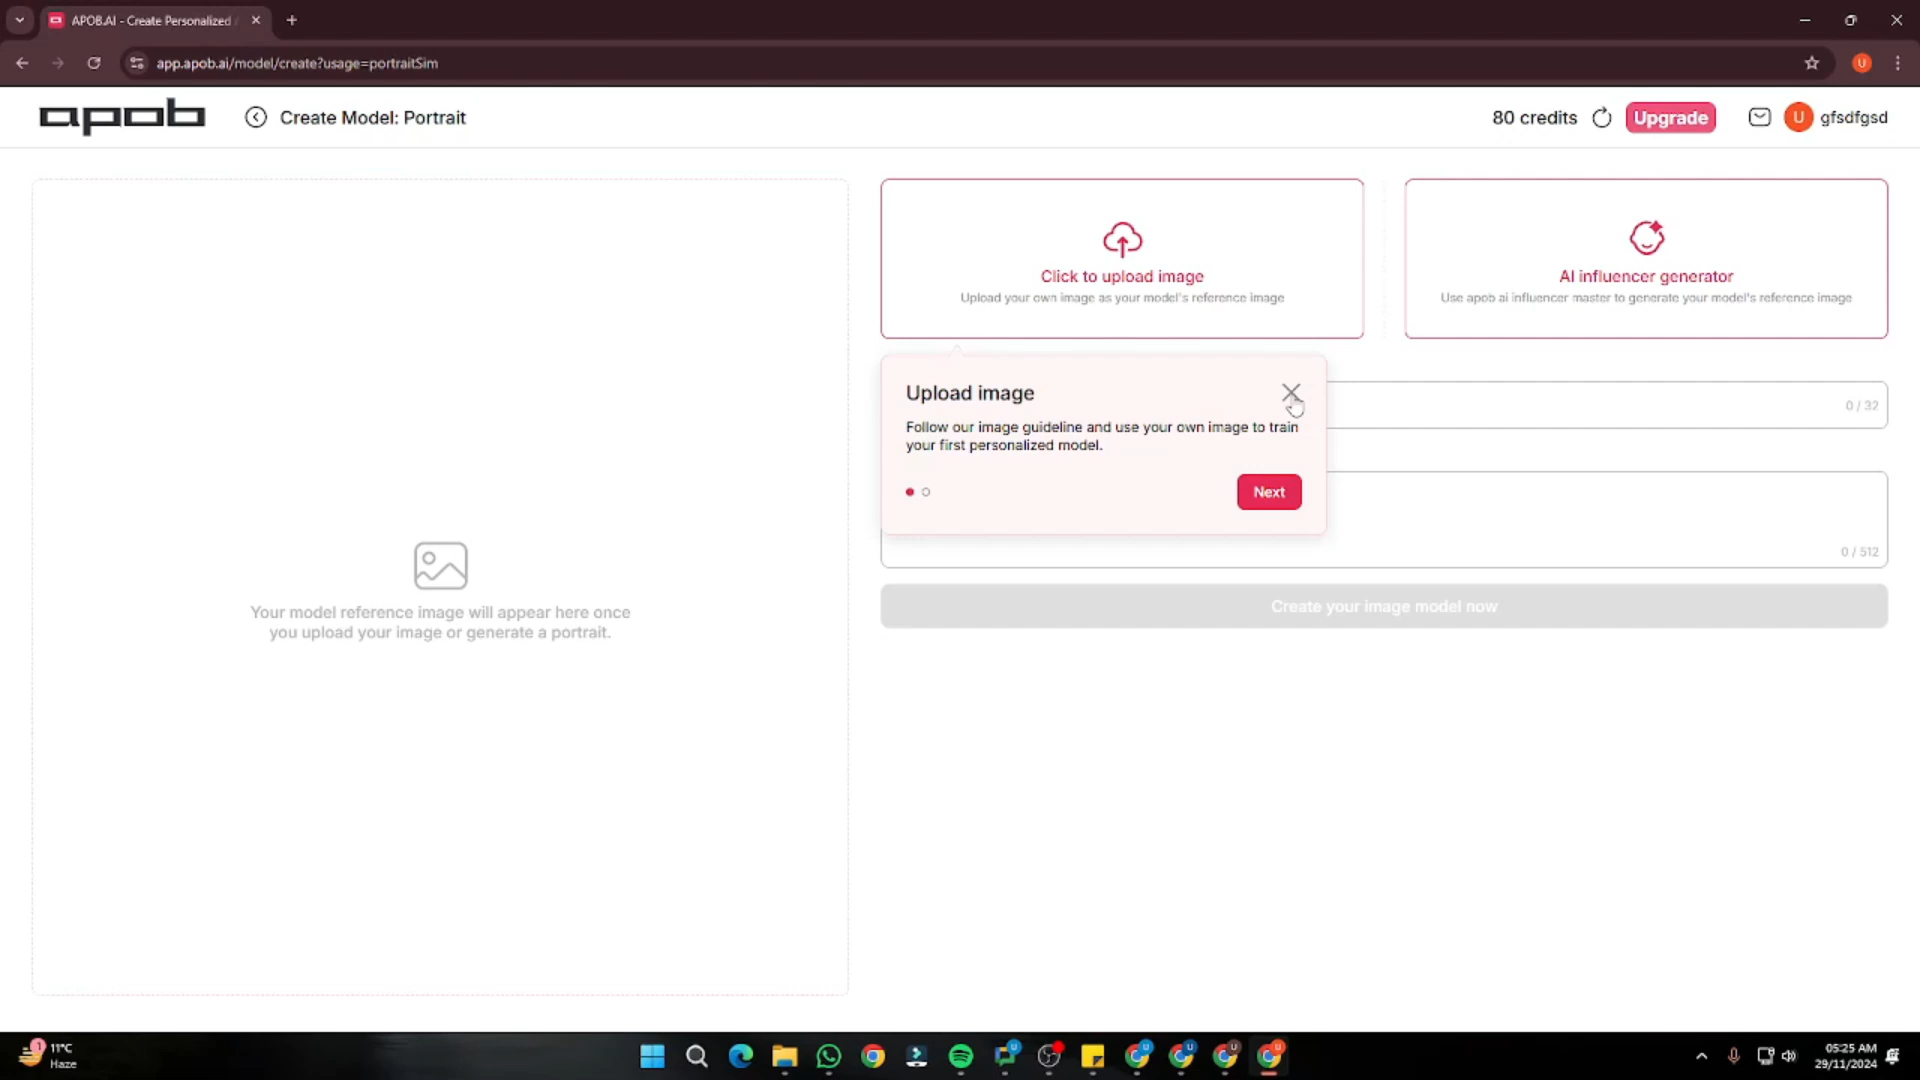 APOB.AI - Create Personalized
app.apob.ai/model/create?usage=portraitSim
apob
Create Model: Portrait
80 credits
Upgrade
U
gfsdfgsd
Click to upload image
Upload your own image as your model's reference image
AI influencer generator
Use apob ai influencer master to generate your model's reference image
Upload image
Follow our image guideline and use your own image to train
your first personalized model.
Next
0 / 32
0 / 512
Create your image model now
Your model reference image will appear here once
you upload your image or generate a portrait.
1
11°C
Haze
05:25 AM
29/11/2024